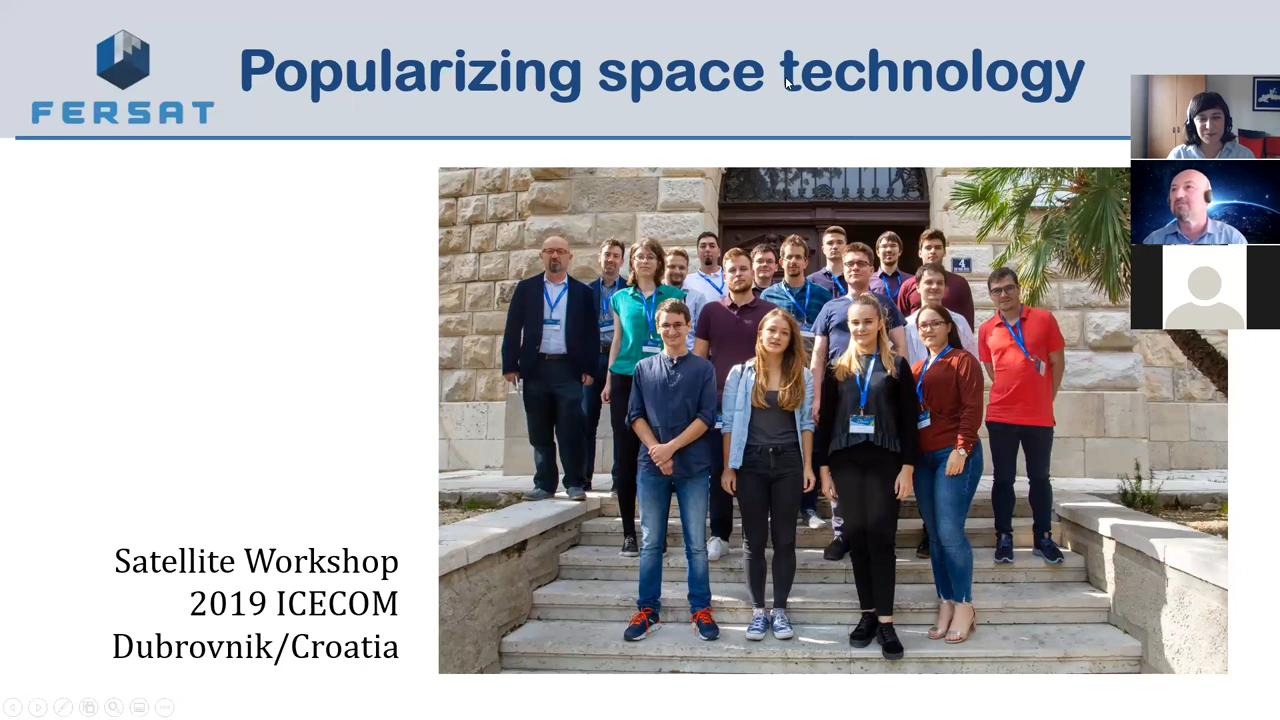 FERSAT
Popularizing space technology
Satellite Workshop
2019 ICECOM
Dubrovnik/Croatia
4